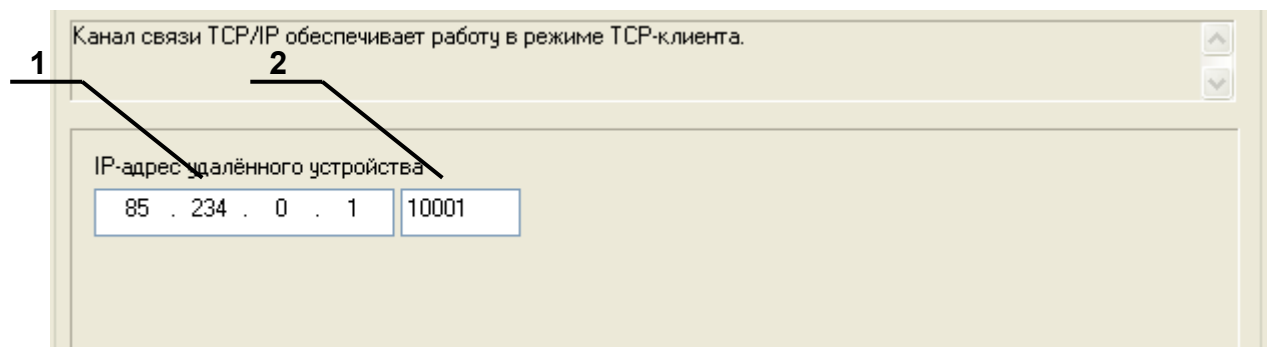 Канал связи TCP/IP обеспечивает работу в режиме TCP-клиента.
1
2
IP-адрес удалённого устройства
85 . 234 . 0 . 1 10001